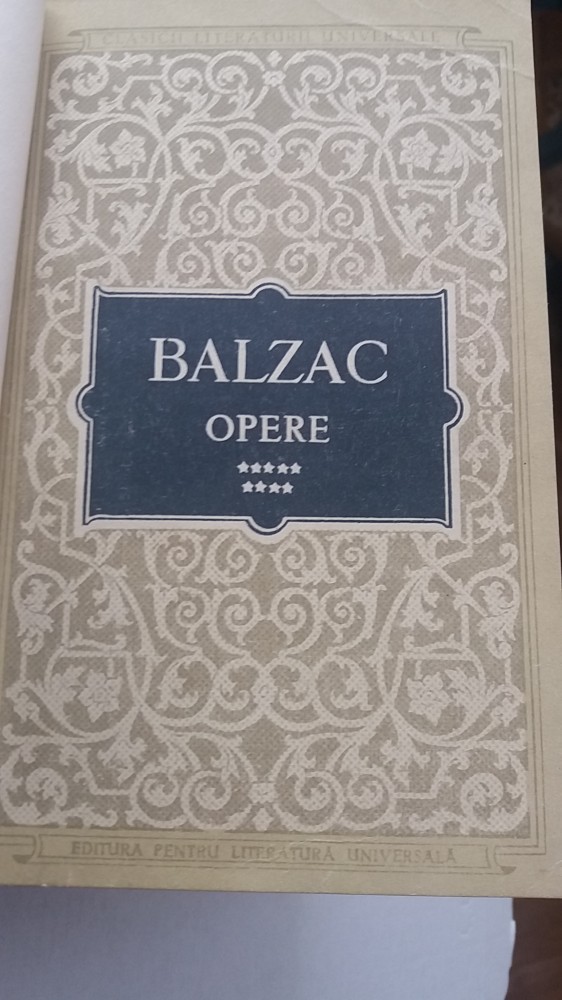 CLASICII LITERATURII UNIVERSALE
BALZAC
OPERE
EDITURA PENTRU LITERATURĂ UNIVERSALĂ